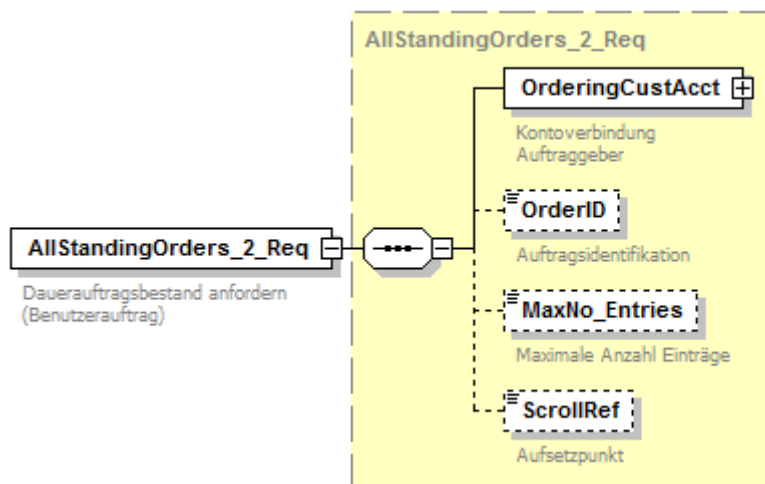 AllStandingOrders_2_Req
OrderingCustAcct
Kontoverbindung
Auftraggeber
OrderID
Auftragsidentifikation
AllStandingOrders_2_Req
Dauerauftragsbestand anfordern
(Benutzerauftrag)
MaxNo_Entries
Maximale Anzahl Einträge
ScrollRef
Aufsetzpunkt